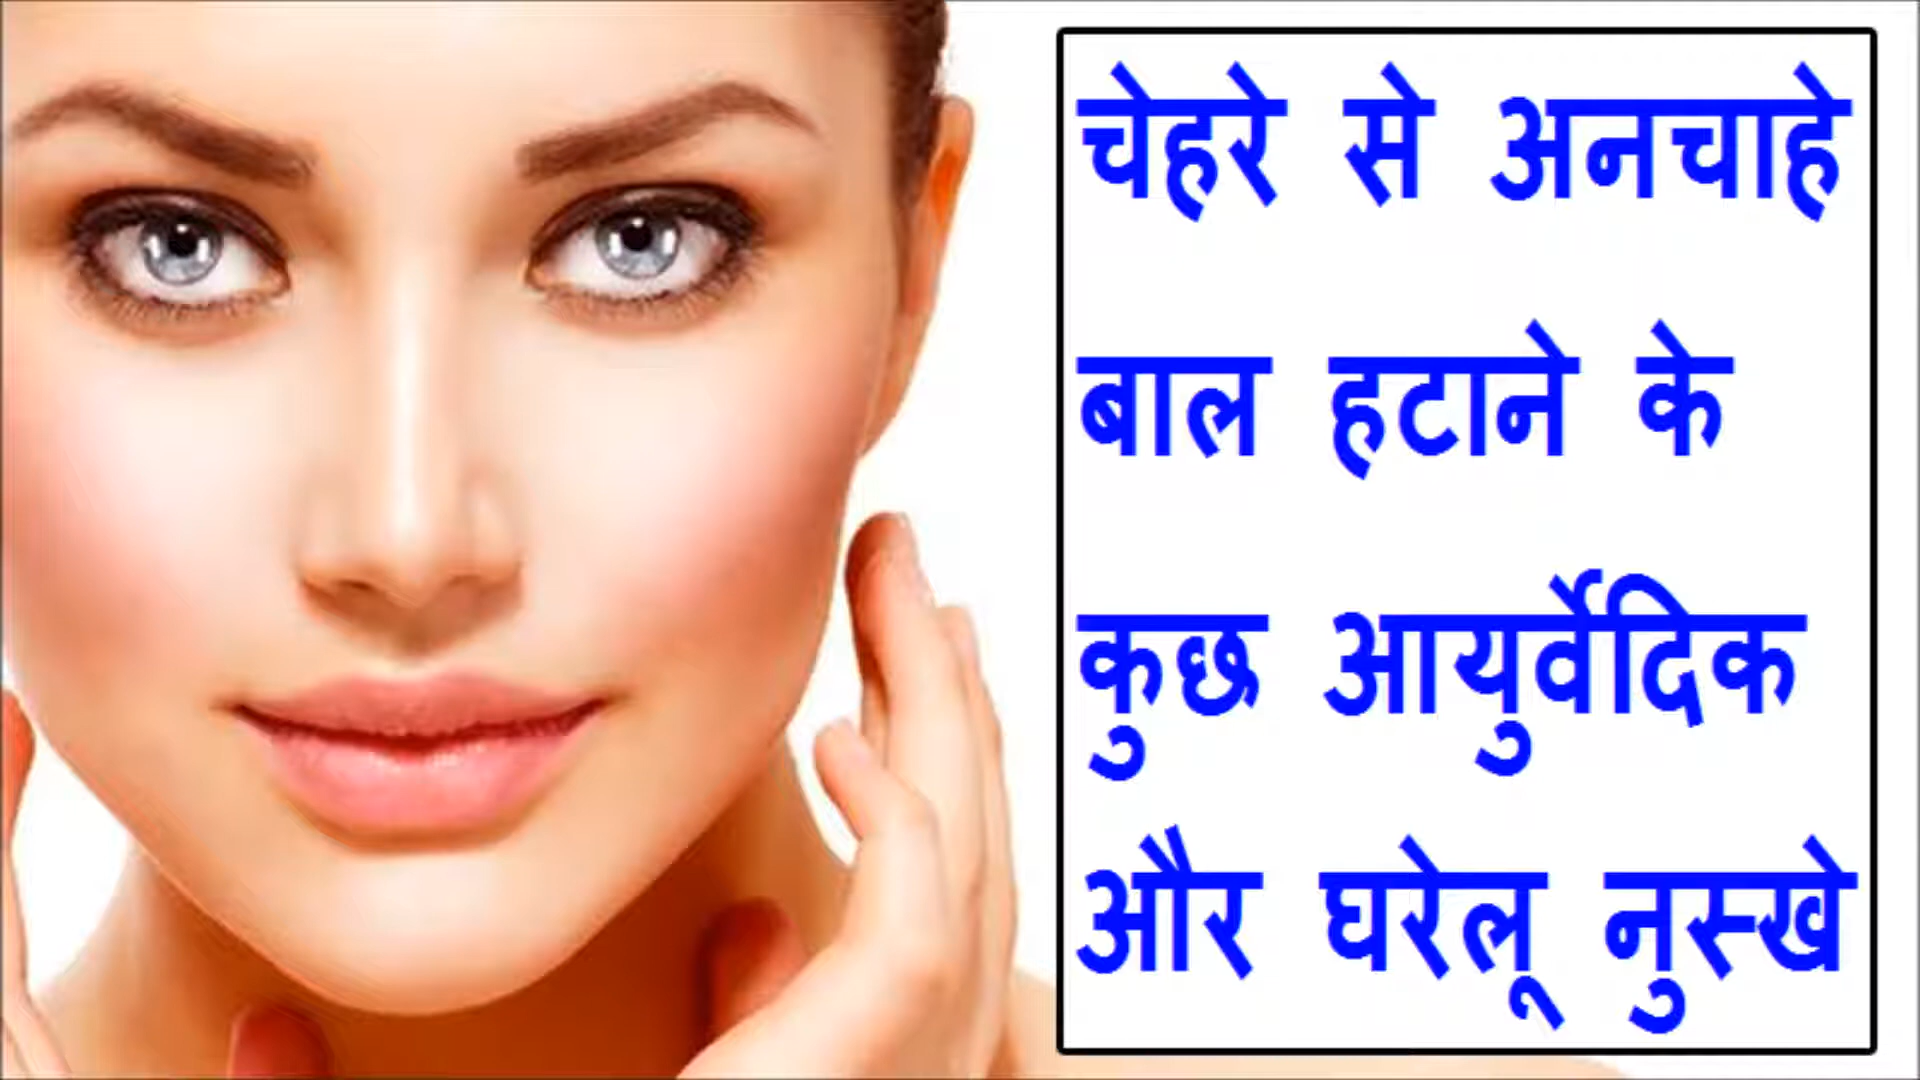 चेहरे से अनचाहे
बाल हटाने के
कुछ आयुर्वेदिक
और घरेलू नुस्खे